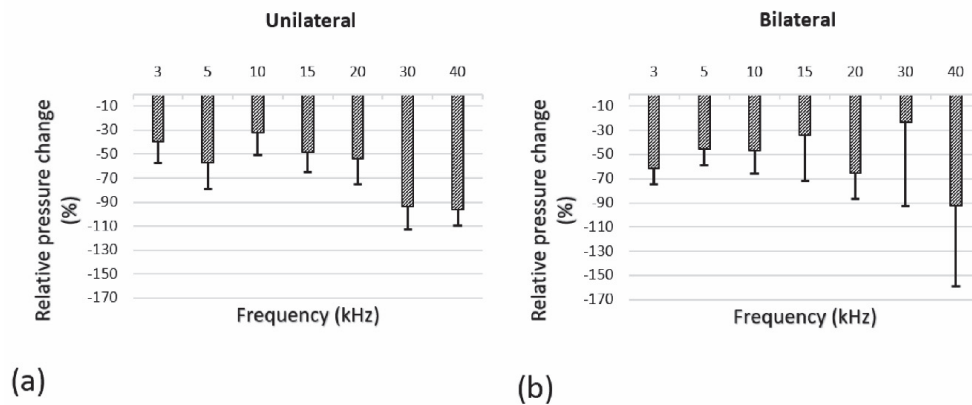 Unilateral
3 5 10 15 20 30 40
-10
-30
-50
-70
-90
-110
-130
-150
-170
Relative pressure change
(%)
Frequency (kHz)
(a)
Bilateral
3 5 10 15 20 30 40
-10
-30
-50
-70
-90
-110
-130
-150
-170
Relative pressure change
(%)
Frequency (kHz)
(b)